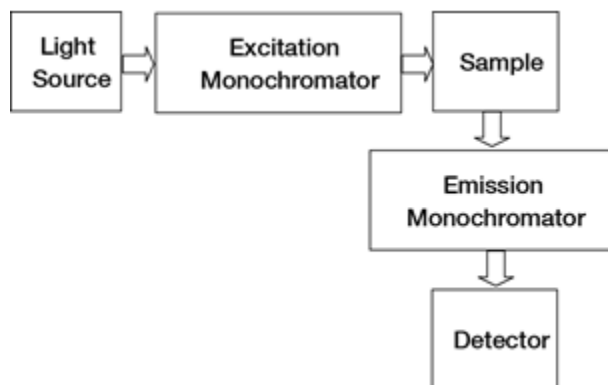 Light
Source
Excitation
Monochromator
Sample
Emission
Monochromator
Detector